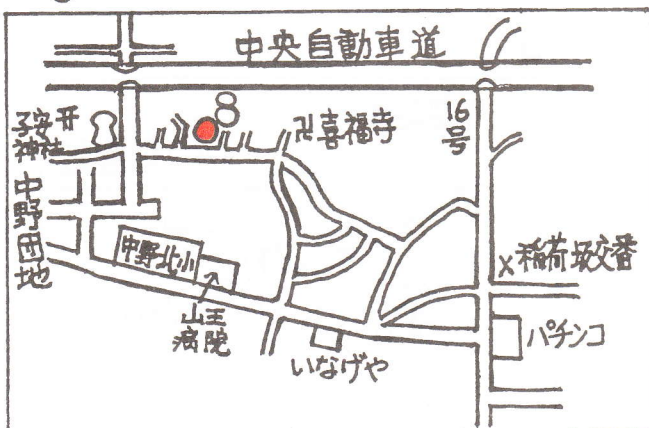 中央自動車道
子安
神社
卍喜福寺
16
号
中野団地
中野北小
山王
病院
いなげや
x稲荷坂交番
パチンコ